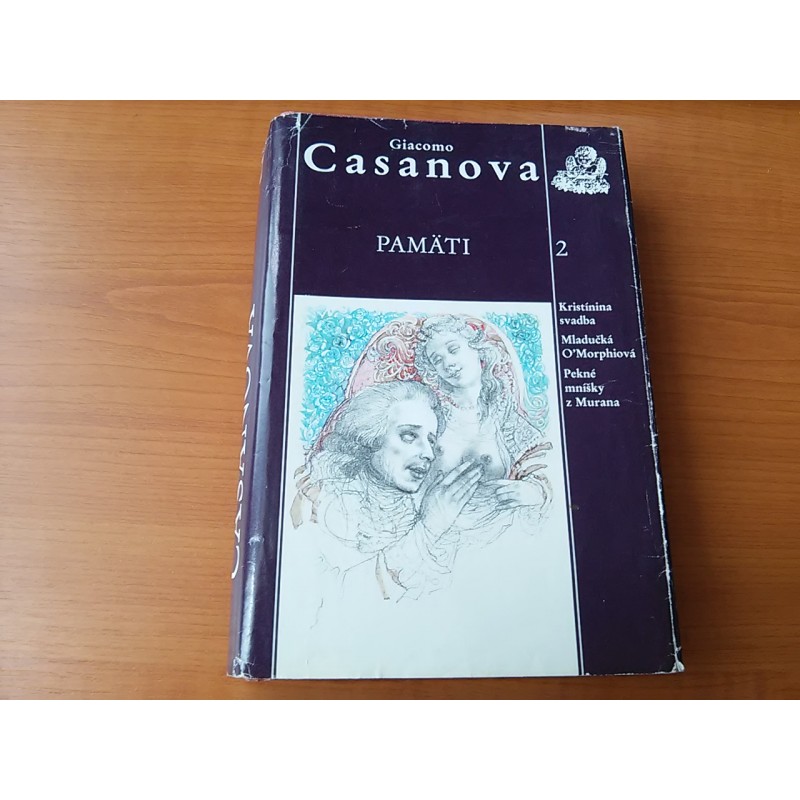 Giacomo
Casanova
PAMÄTI
2
Kristínina
svadba
Mladučká
O'Morphiová
Pekné
mníšky
z Murana
CASANOVA